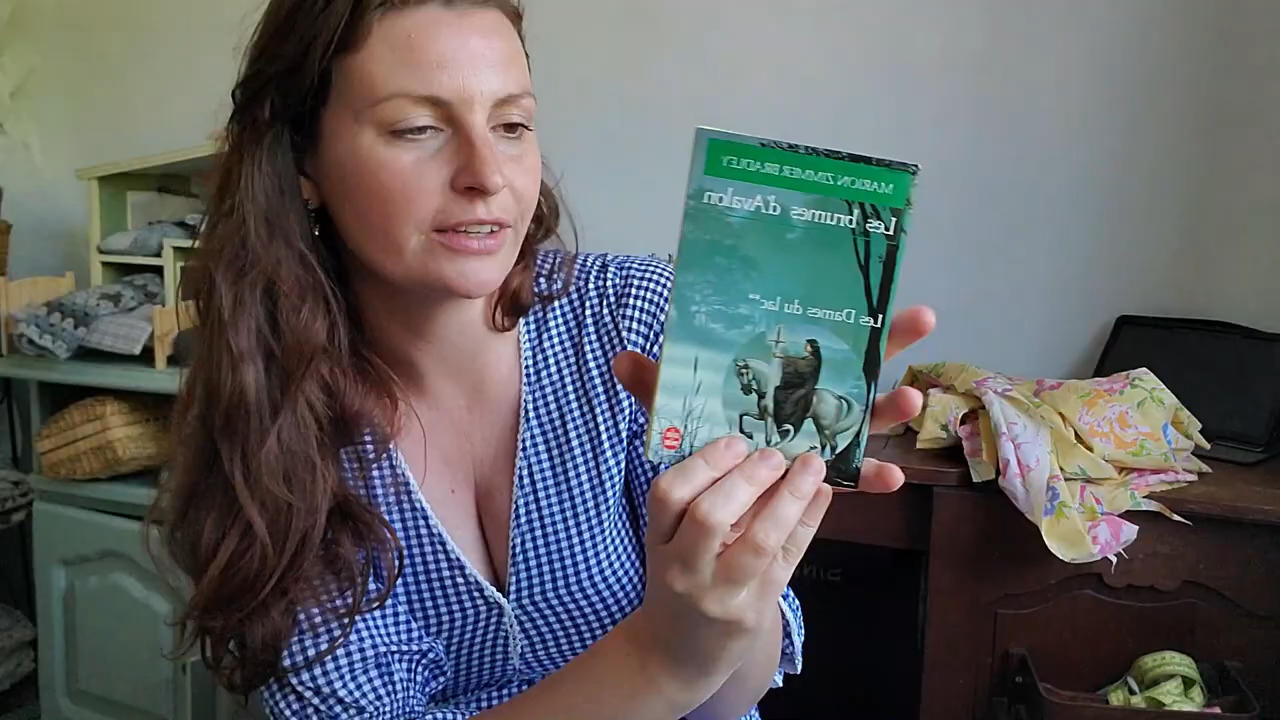 MARION ZIMMER BRADLEY
Les brumes d'Avalon
Les Dames du lac**